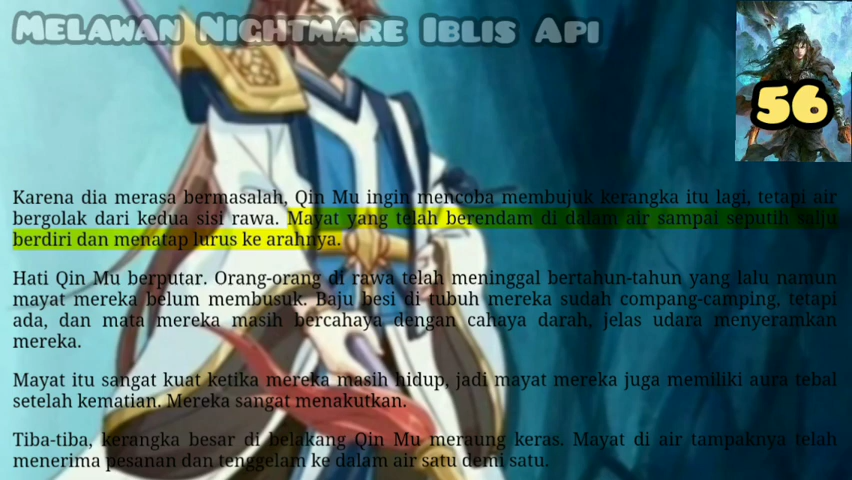 Melawan Nightmare Iblis Api
56
Karena dia merasa bermasalah, Qin Mu ingin mencoba membujuk kerangka itu lagi, tetapi air
bergolak dari kedua sisi rawa. Mayat yang telah berendam di dalam air sampai seputih salju
berdiri dan menatap lurus ke arahnya.
Hati Qin Mu berputar. Orang-orang di rawa telah meninggal bertahun-tahun yang lalu namun
mayat mereka belum membusuk. Baju besi di tubuh mereka sudah compang-camping, tetapi
ada, dan mata mereka masih bercahaya dengan cahaya darah, jelas udara menyeramkan
mereka.
Mayat itu sangat kuat ketika mereka masih hidup, jadi mayat mereka juga memiliki aura tebal
setelah kematian. Mereka sangat menakutkan.
Tiba-tiba, kerangka besar di belakang Qin Mu meraung keras. Mayat di air tampaknya telah
menerima pesanan dan tenggelam ke dalam air satu demi satu.